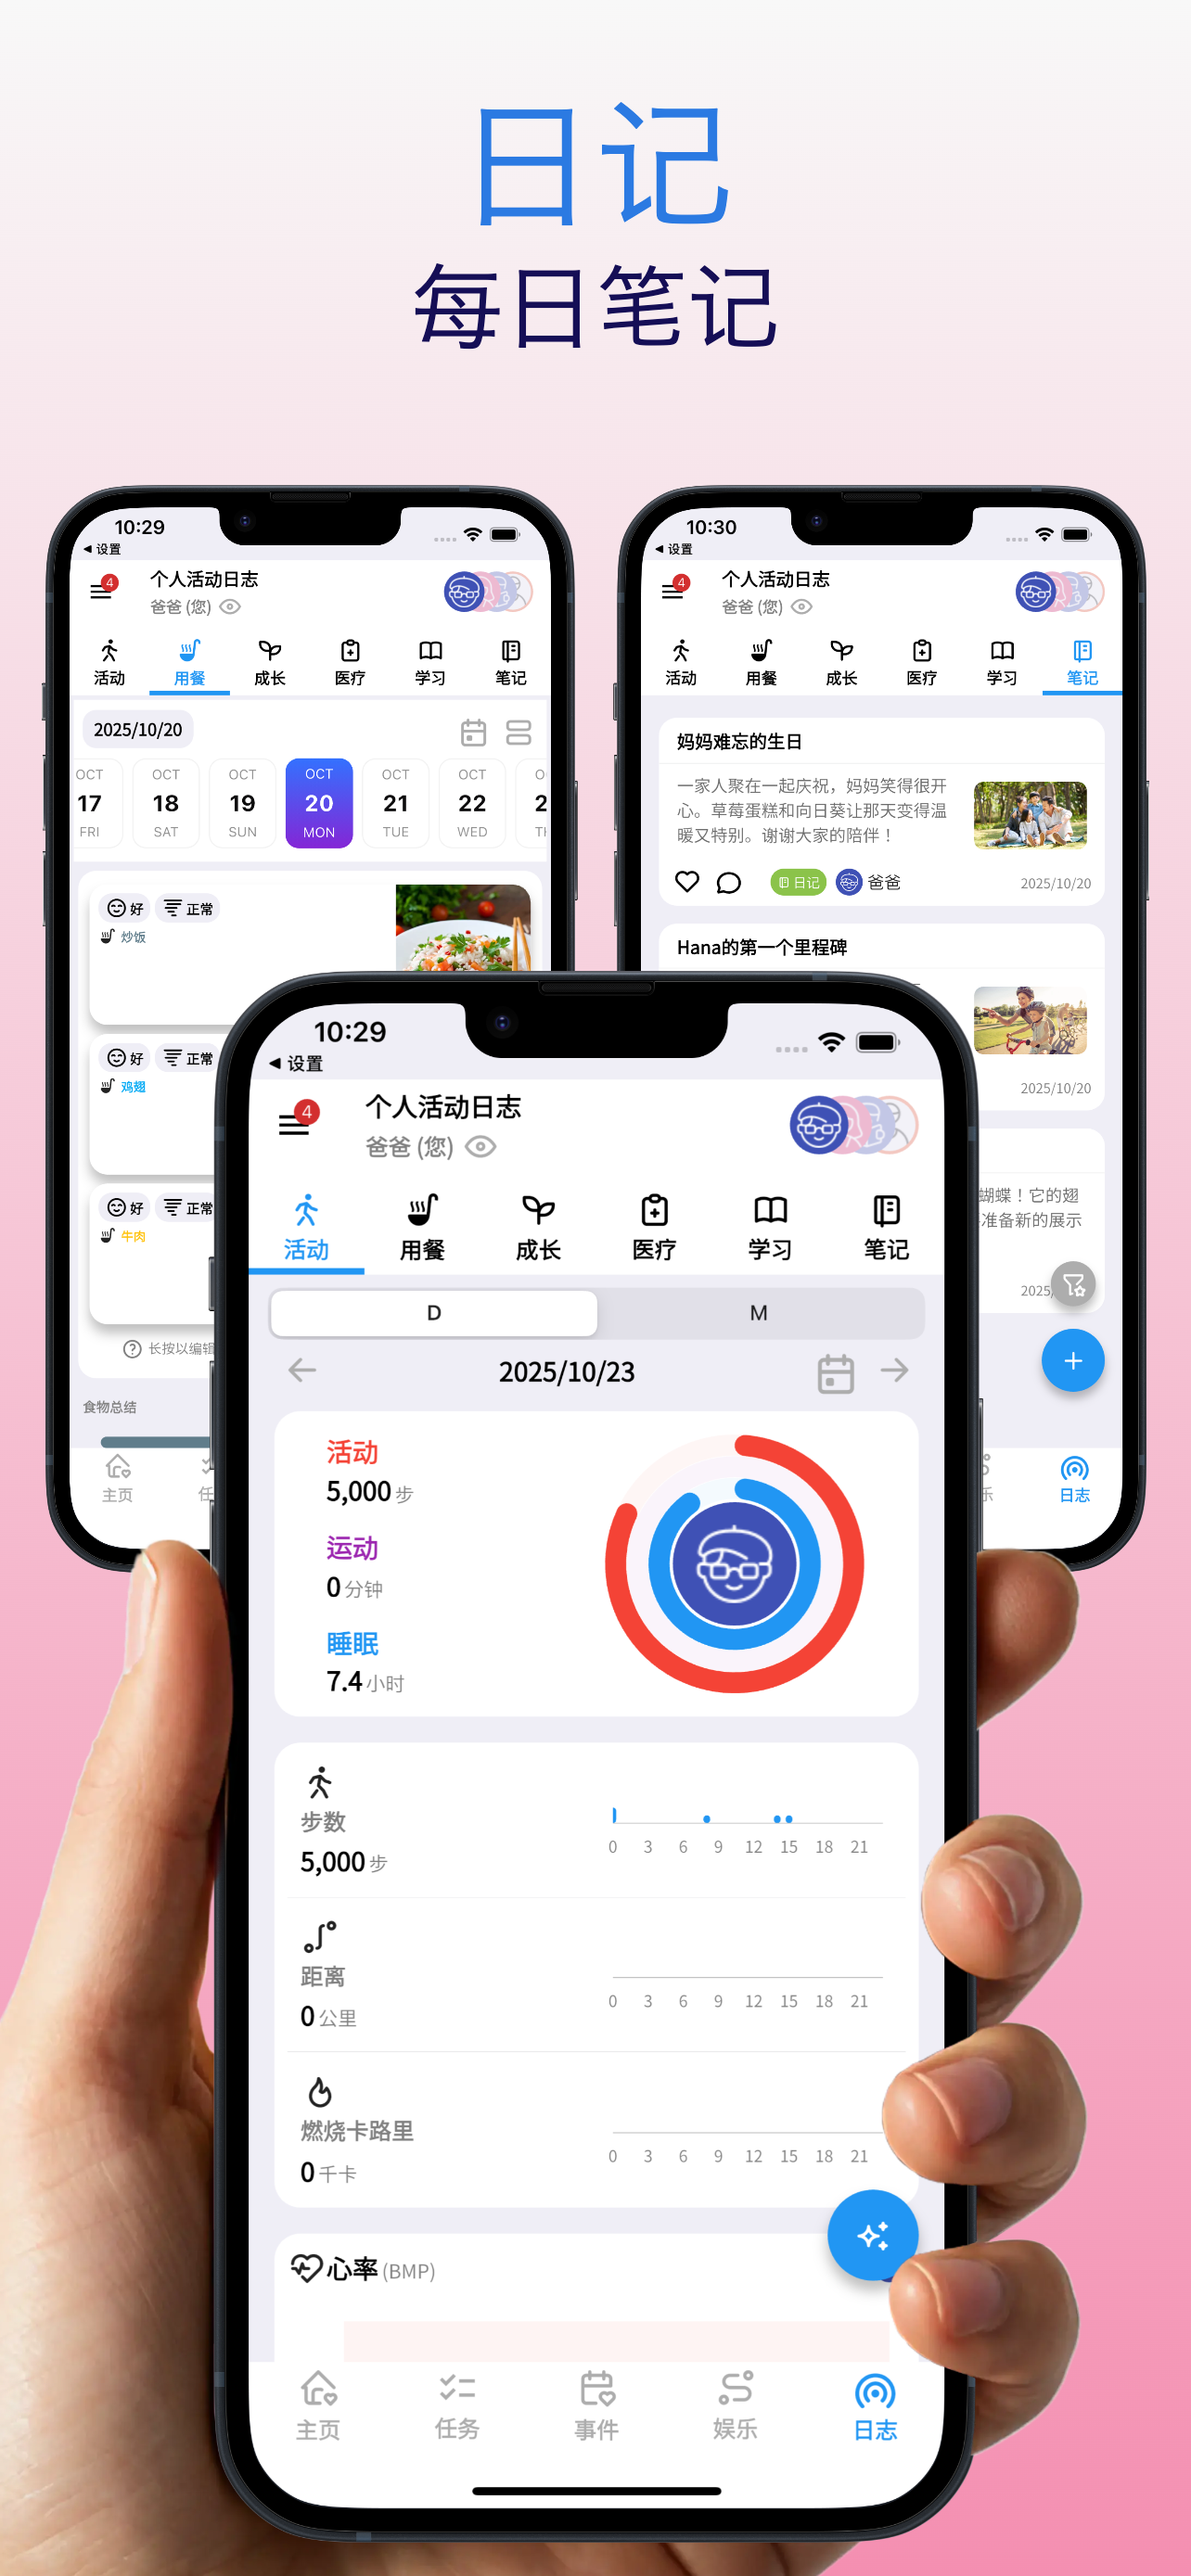 日记
每日笔记
10:29
设置
4
个人活动日志
爸爸 (您)
活动 用餐 成长 医疗 学习 笔记
2025/10/20
OCT OCT OCT OCT OCT OCT
17 18 19 20 21 22
FRI SAT SUN MON TUE WED
好 正常
炒饭
好 正常
鸡翅
好 正常
牛肉
长按以编辑
食物总结
主页
10:30
设置
4
个人活动日志
爸爸 (您)
活动 用餐 成长 医疗 学习 笔记
妈妈难忘的生日
一家人聚在一起庆祝，妈妈笑得很开
心。草莓蛋糕和向日葵让那天变得温
暖又特别。谢谢大家的陪伴！
日记 爸爸 2025/10/20
Hana的第一个里程碑
2025/10/20
蝴蝶！它的翅
准备新的展示
2025/
日志
10:29
设置
4
个人活动日志
爸爸 (您)
活动 用餐 成长 医疗 学习 笔记
D M
2025/10/23
活动
5,000 步
运动
0 分钟
睡眠
7.4 小时
步数
5,000 步
0 3 6 9 12 15 18 21
距离
0 公里
0 3 6 9 12 15 18 21
燃烧卡路里
0 千卡
0 3 6 9 12 15 18 21
心率 (BMP)
主页 任务 事件 娱乐 日志